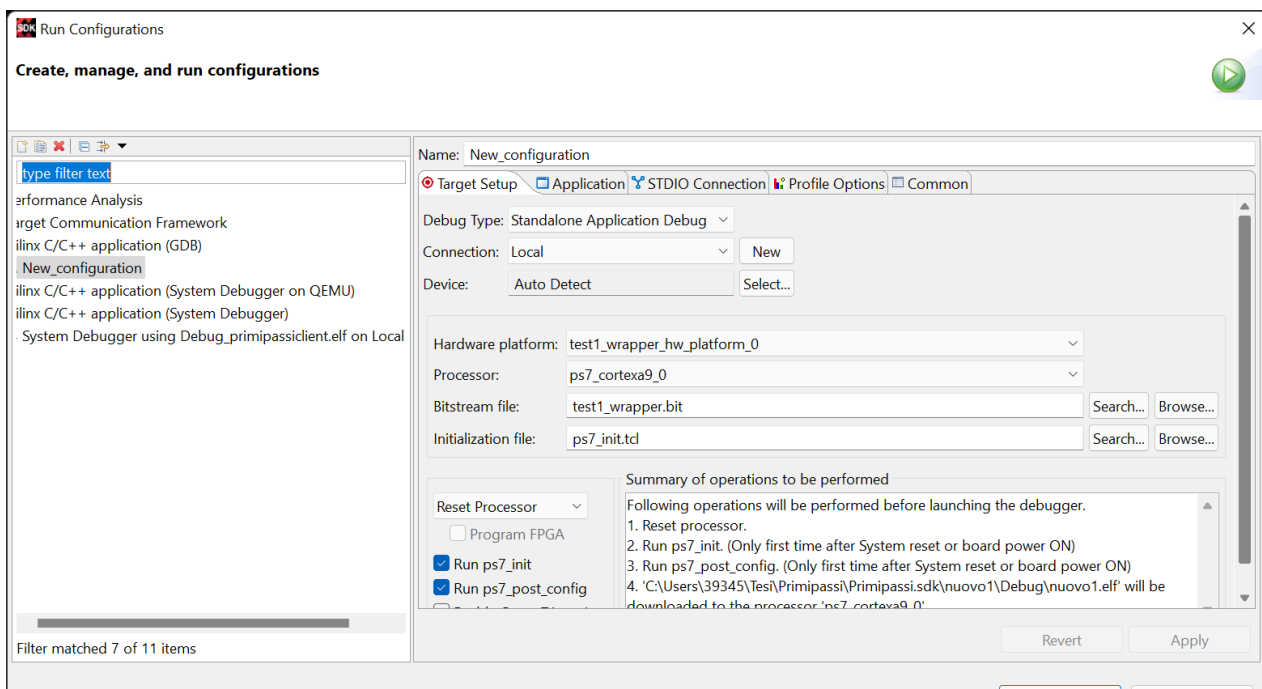 SDK Run Configurations
Create, manage, and run configurations
type filter text
erformance Analysis
arget Communication Framework
ilinx C/C++ application (GDB)
New_configuration
ilinx C/C++ application (System Debugger on QEMU)
ilinx C/C++ application (System Debugger)
System Debugger using Debug_primipassiclient.elf on Local
Filter matched 7 of 11 items
Name: New_configuration
Target Setup Application STDIO Connection Profile Options Common
Debug Type: Standalone Application Debug
Connection: Local New
Device: Auto Detect Select...
Hardware platform: test1_wrapper_hw_platform_0
Processor: ps7_cortexa9_0
Bitstream file: test1_wrapper.bit Search... Browse...
Initialization file: ps7_init.tcl Search... Browse...
Reset Processor
Program FPGA
Run ps7_init
Run ps7_post_config
Summary of operations to be performed
Following operations will be performed before launching the debugger.
1. Reset processor.
2. Run ps7_init. (Only first time after System reset or board power ON)
3. Run ps7_post_config. (Only first time after System reset or board power ON)
4. 'C:\Users\39345\Tesi\Primipassi\Primipassi.sdk\nuovo1\Debug\nuovo1.elf' will be
downloaded to the processor 'ps7_cortexa9_0'
Revert Apply